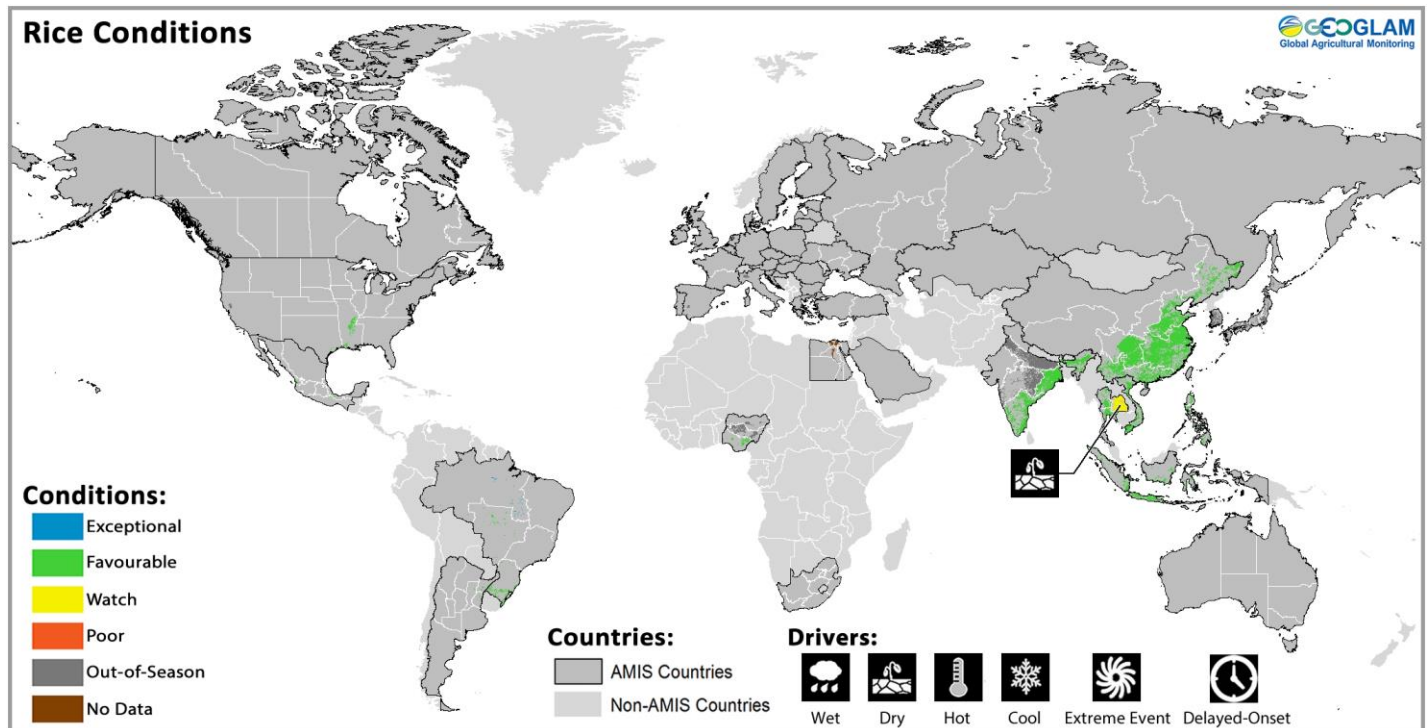 Rice Conditions
GEOGLAM
Global Agricultural Monitoring
Conditions:
Exceptional
Favourable
Watch
Poor
Out-of-Season
No Data
Countries:
AMIS Countries
Non-AMIS Countries
Drivers:
Wet
Dry
Hot
Cool
Extreme Event
Delayed-Onset